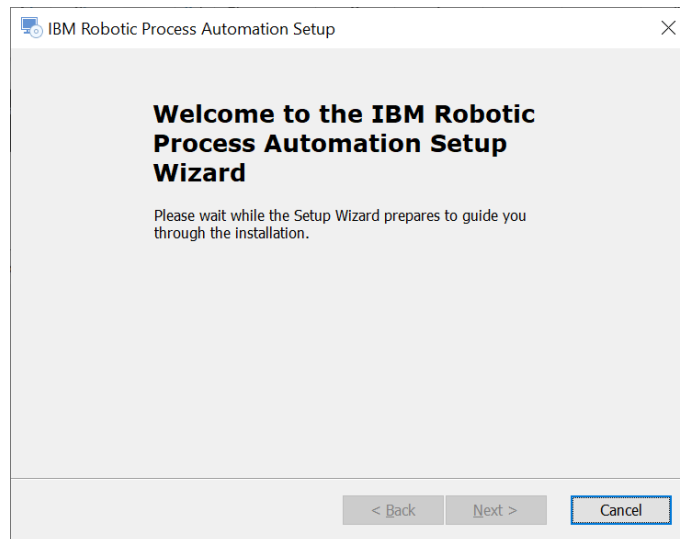 IBM Robotic Process Automation Setup
Welcome to the IBM Robotic
Process Automation Setup
Wizard
Please wait while the Setup Wizard prepares to guide you
through the installation.
< Back
Next >
Cancel